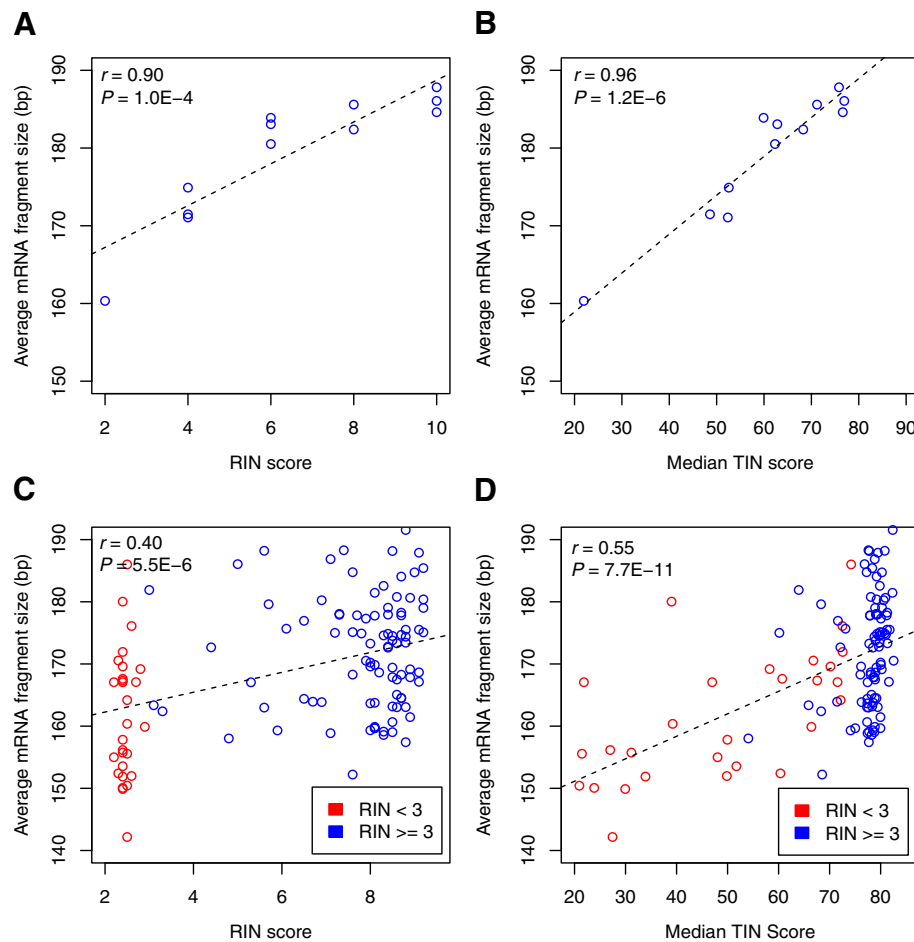 A
r = 0.90
P = 1.0E−4
Average mRNA fragment size (bp)
150 160 170 180 190
2 4 6 8 10
RIN score
B
r = 0.96
P = 1.2E−6
Average mRNA fragment size (bp)
150 160 170 180 190
20 30 40 50 60 70 80 90
Median TIN score
C
r = 0.40
P = 5.5E−6
Average mRNA fragment size (bp)
140 150 160 170 180 190
RIN < 3
RIN >= 3
2 4 6 8
RIN score
D
r = 0.55
P = 7.7E−11
Average mRNA fragment size (bp)
140 150 160 170 180 190
RIN < 3
RIN >= 3
20 30 40 50 60 70 80
Median TIN Score